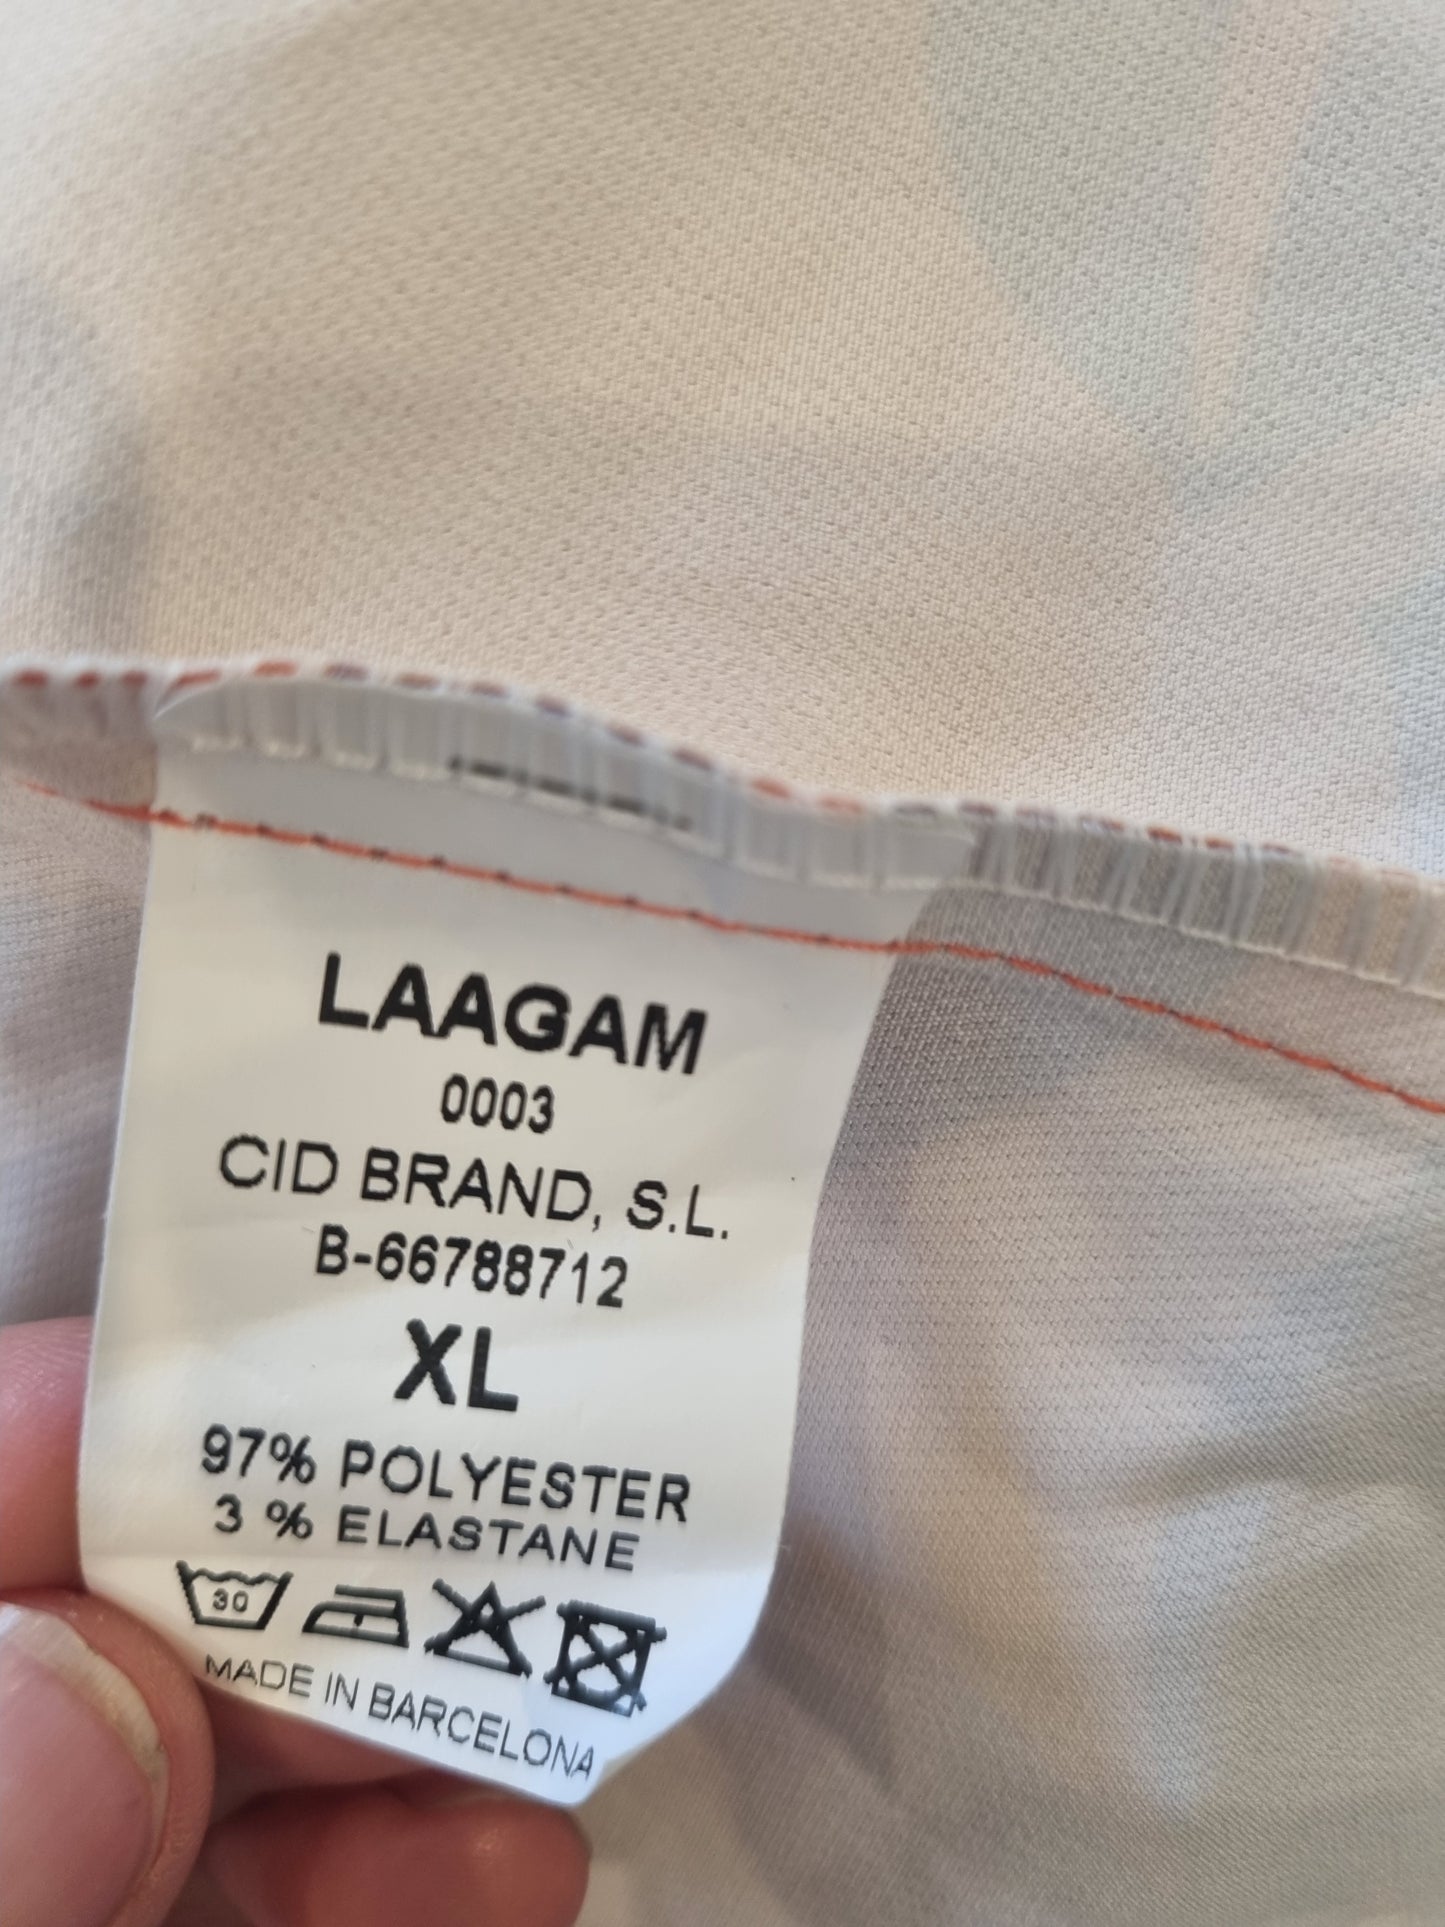 LAAGAM
0003
CID BRAND, S.L.
B-66788712
XL
97% POLYESTER
3 % ELASTANE
30
MADE IN BARCELONA